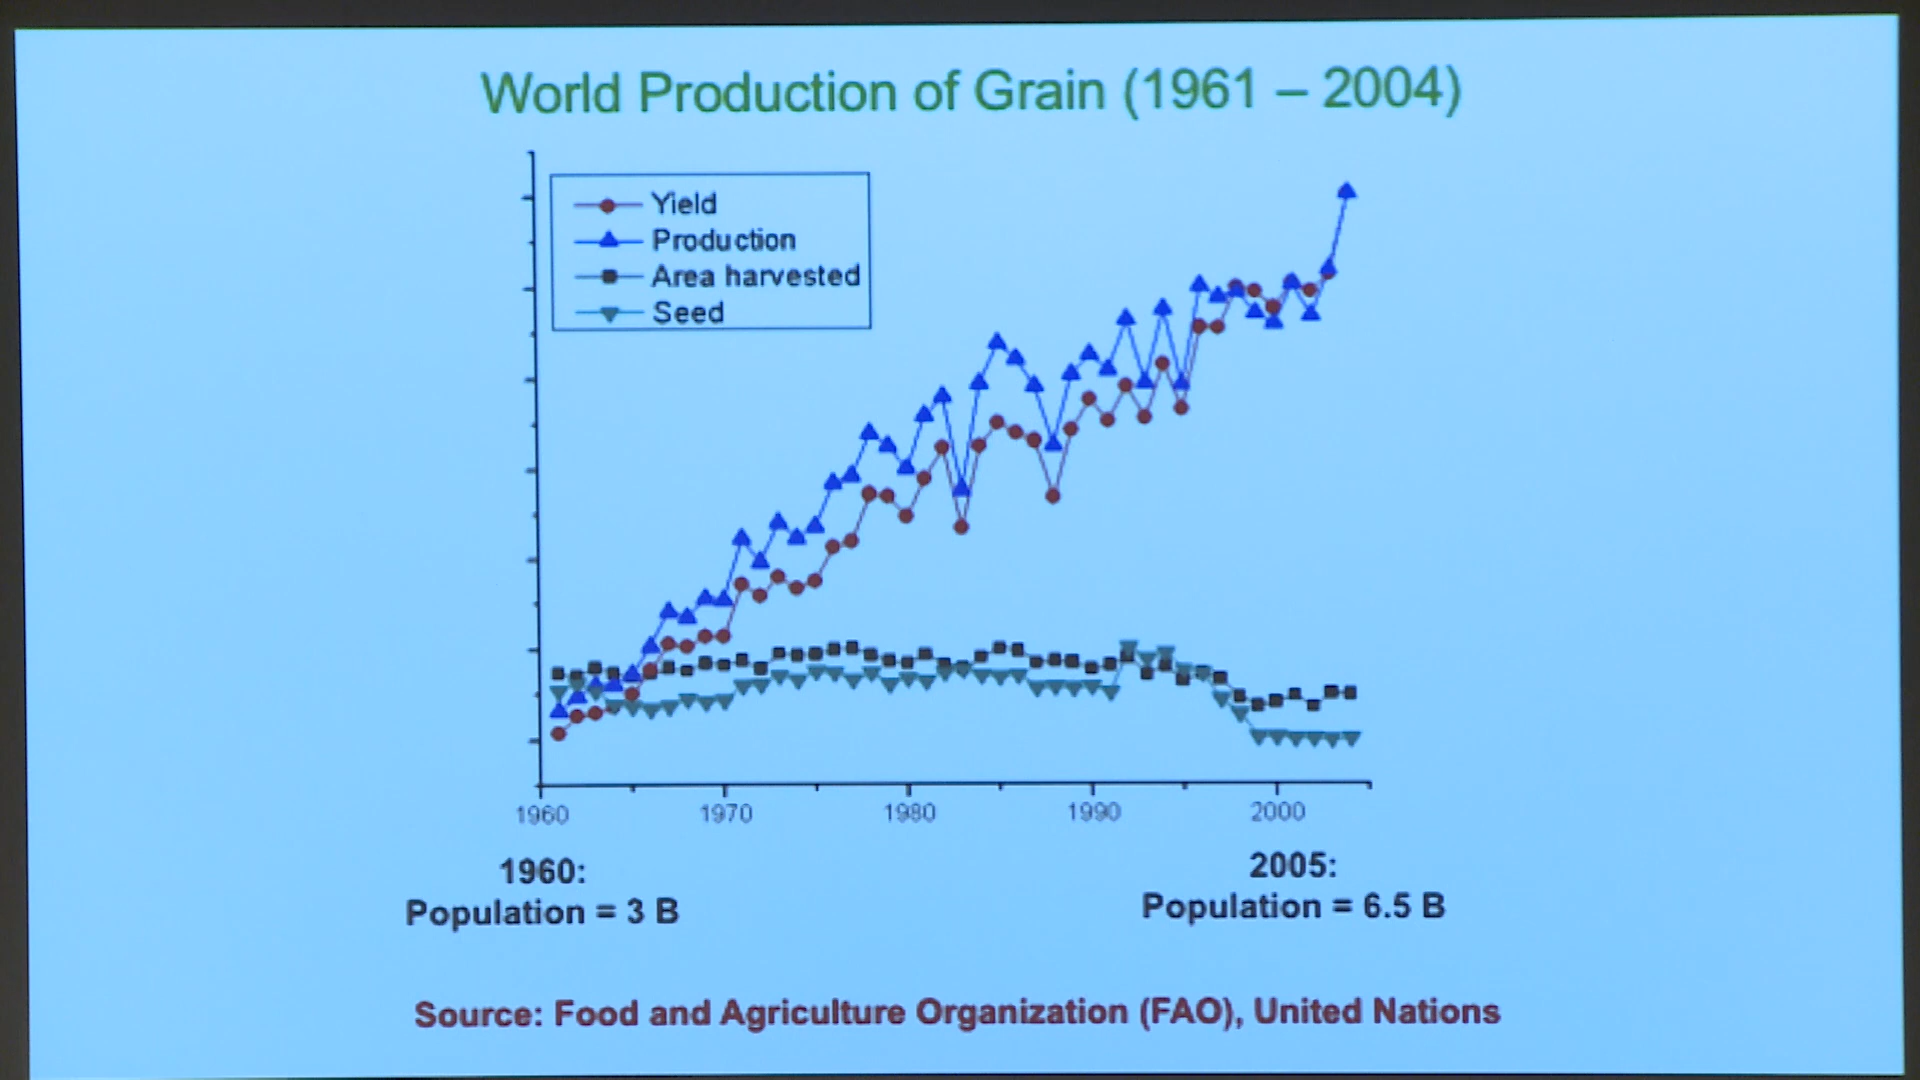 World Production of Grain (1961 – 2004)
Yield
Production
Area harvested
Seed
1960 1970 1980 1990 2000
1960:
Population = 3 B
2005:
Population = 6.5 B
Source: Food and Agriculture Organization (FAO), United Nations